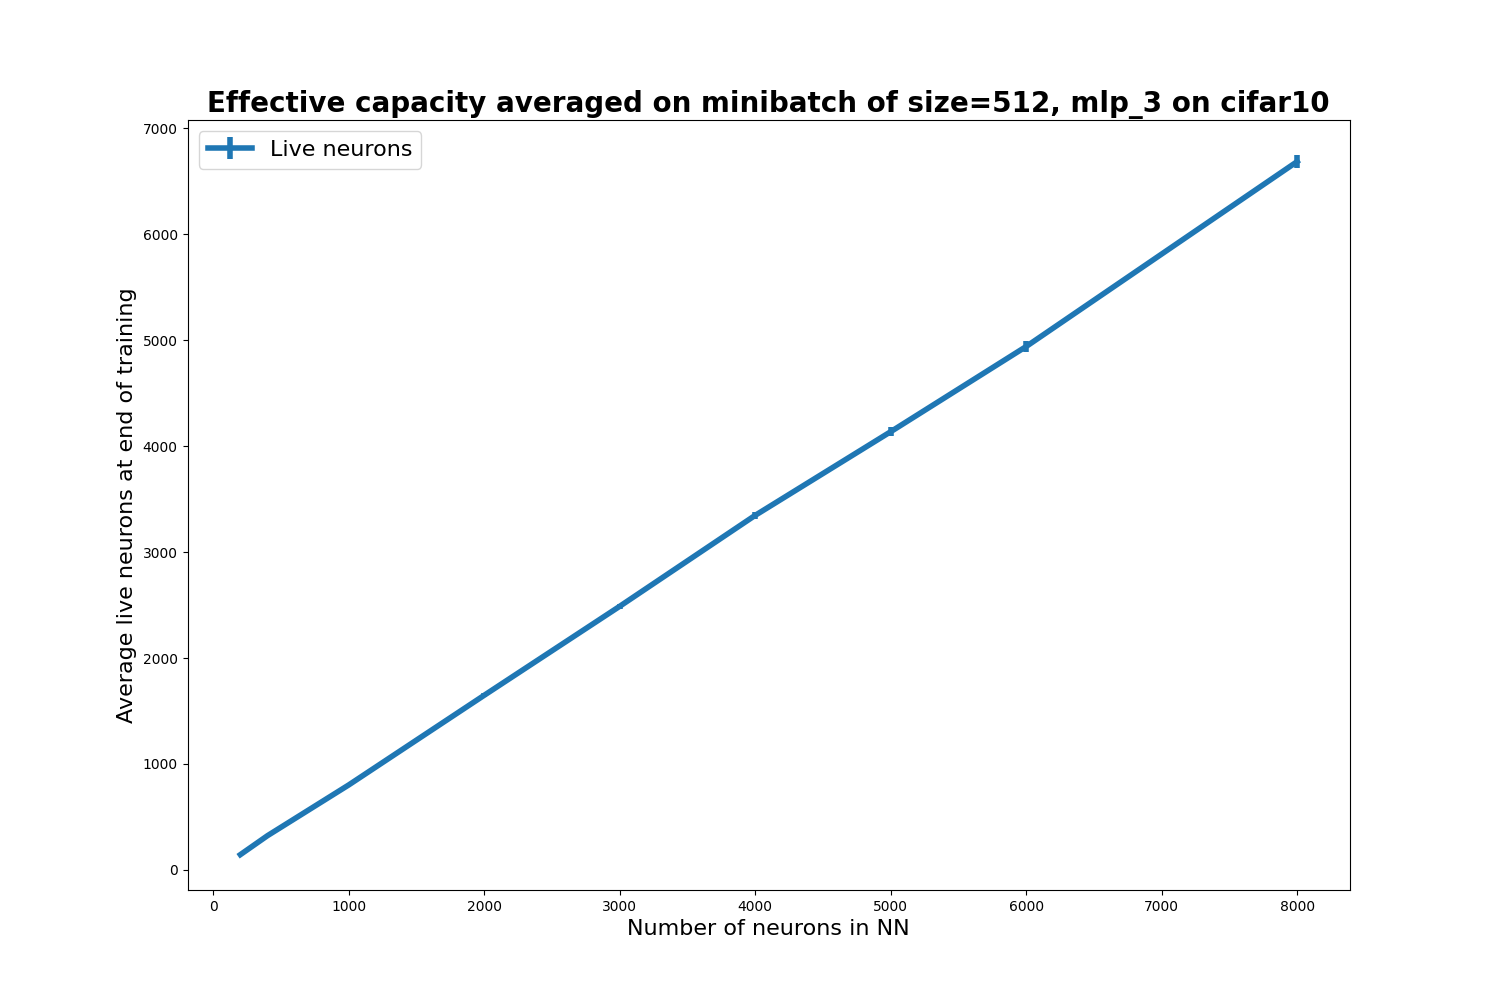 Effective capacity averaged on minibatch of size=512, mlp_3 on cifar10
Live neurons
Average live neurons at end of training
7000
6000
5000
4000
3000
2000
1000
0
0 1000 2000 3000 4000 5000 6000 7000 8000
Number of neurons in NN